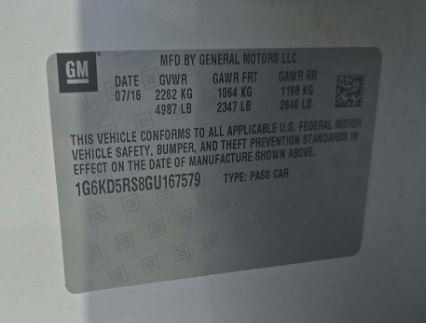 GM
MFD BY GENERAL MOTORS LLC
DATE GVWR GAWR FRT GAWR RR
07/16 2262 KG 1064 KG 1198 KG
4987 LB 2347 LB 2640 LB
THIS VEHICLE CONFORMS TO ALL APPLICABLE U.S. FEDERAL MOTOR
VEHICLE SAFETY, BUMPER, AND THEFT PREVENTION STANDARDS IN
EFFECT ON THE DATE OF MANUFACTURE SHOWN ABOVE.
1G6KD5RS8GU167579 TYPE: PASS CAR